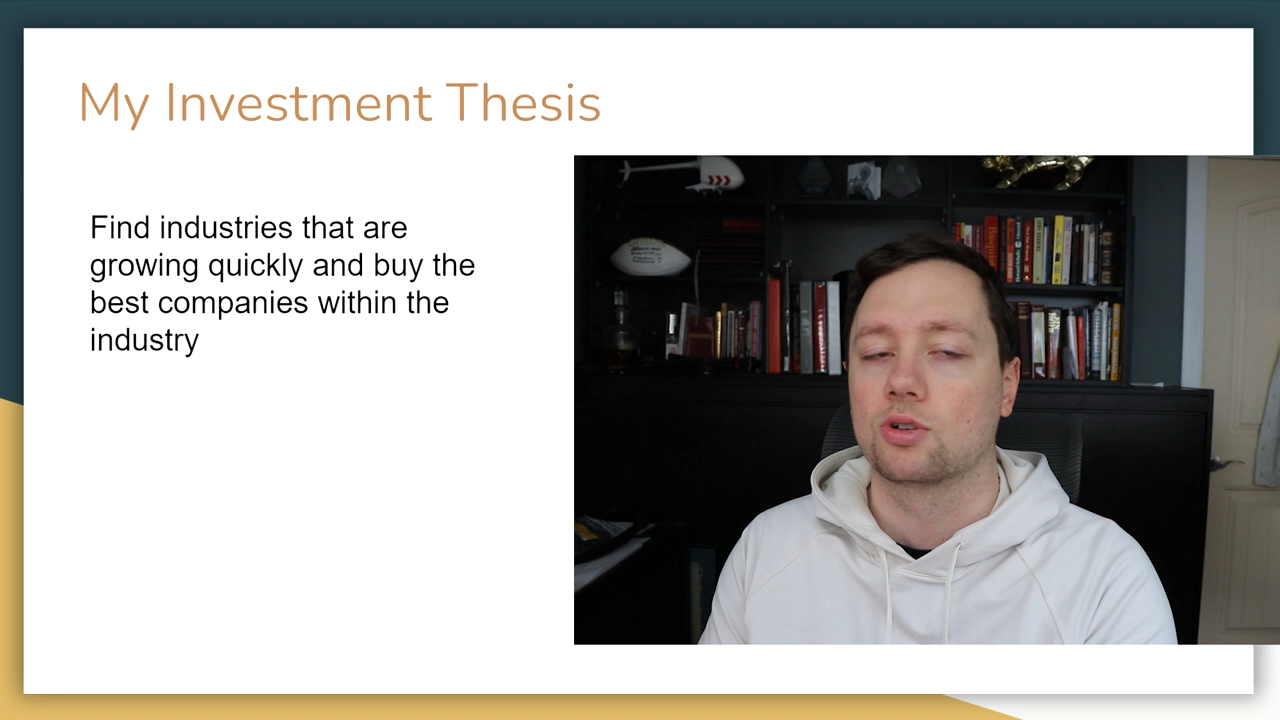 My Investment Thesis
Find industries that are
growing quickly and buy the
best companies within the
industry